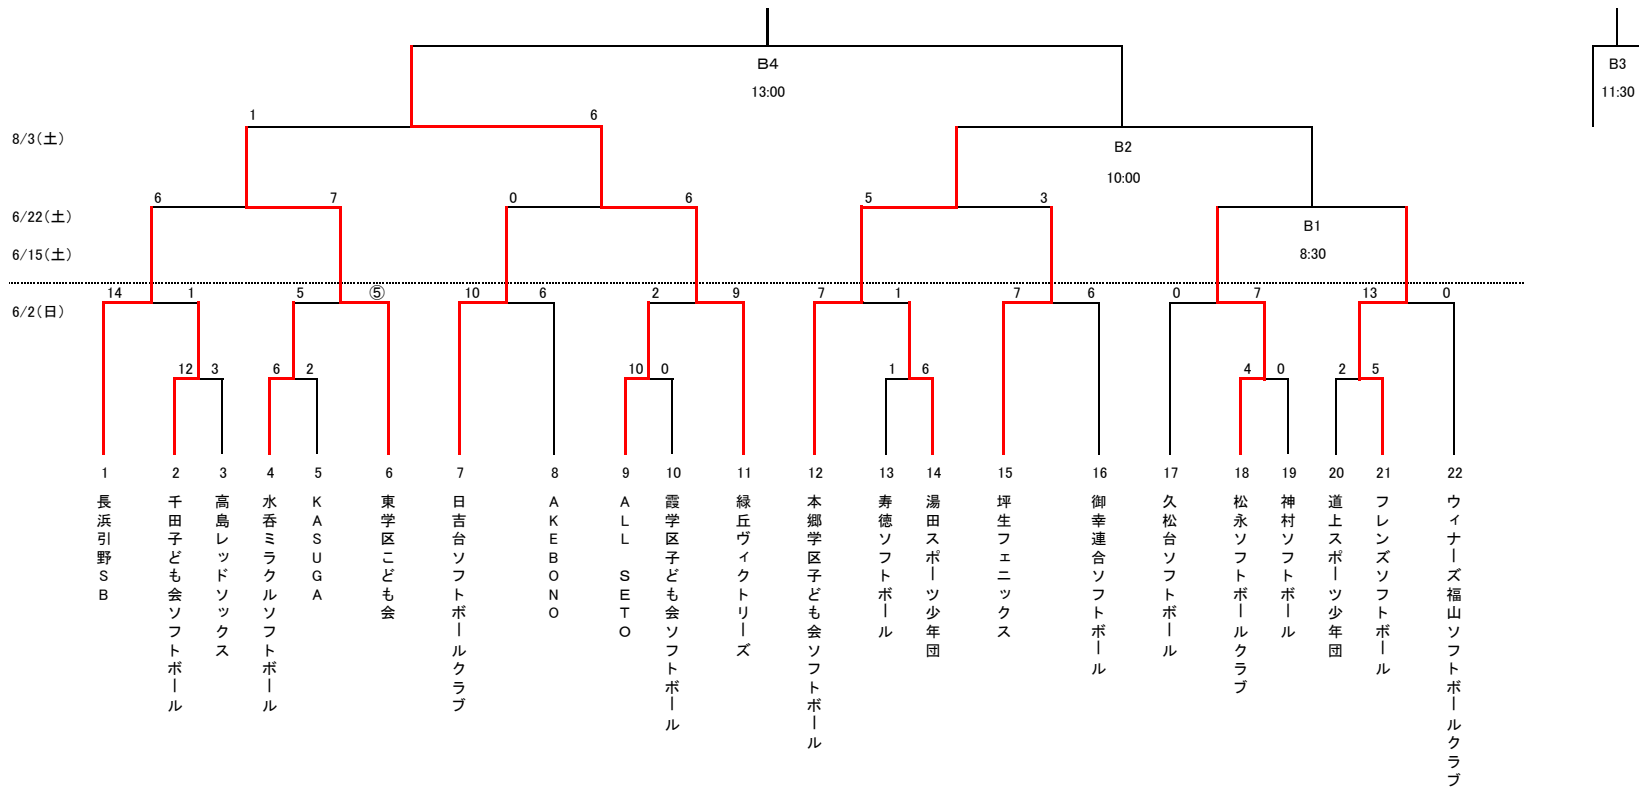 B4
B3
13:00
11:30
1
6
8/3(土)
B2
10:00
6
7
0
6
5
3
6/22(土)
B1
6/15(土)
8:30
14
1
5
⑤
10
6
2
9
7
1
7
6
0
7
13
0
6/2(日)
12
3
6
2
10
0
1
6
4
0
2
5
1
2
3
4
5
6
7
8
9
10
11
12
13
14
15
16
17
18
19
20
21
22
長浜引野SB
千田子ども会ソフトボール
高島レッドソックス
水呑ミラクルソフトボール
KASUGA
東学区こども会
日吉台ソフトボールクラブ
AKEBONO
ALL SETO
霞学区子ども会ソフトボール
緑丘ヴィクトリーズ
本郷学区子ども会ソフトボール
寿徳ソフトボール
湯田スポーツ少年団
坪生フェニックス
御幸連合ソフトボール
久松台ソフトボール
松永ソフトボールクラブ
神村ソフトボール
道上スポーツ少年団
フレンズソフトボール
ウィナーズ福山ソフトボールクラブ